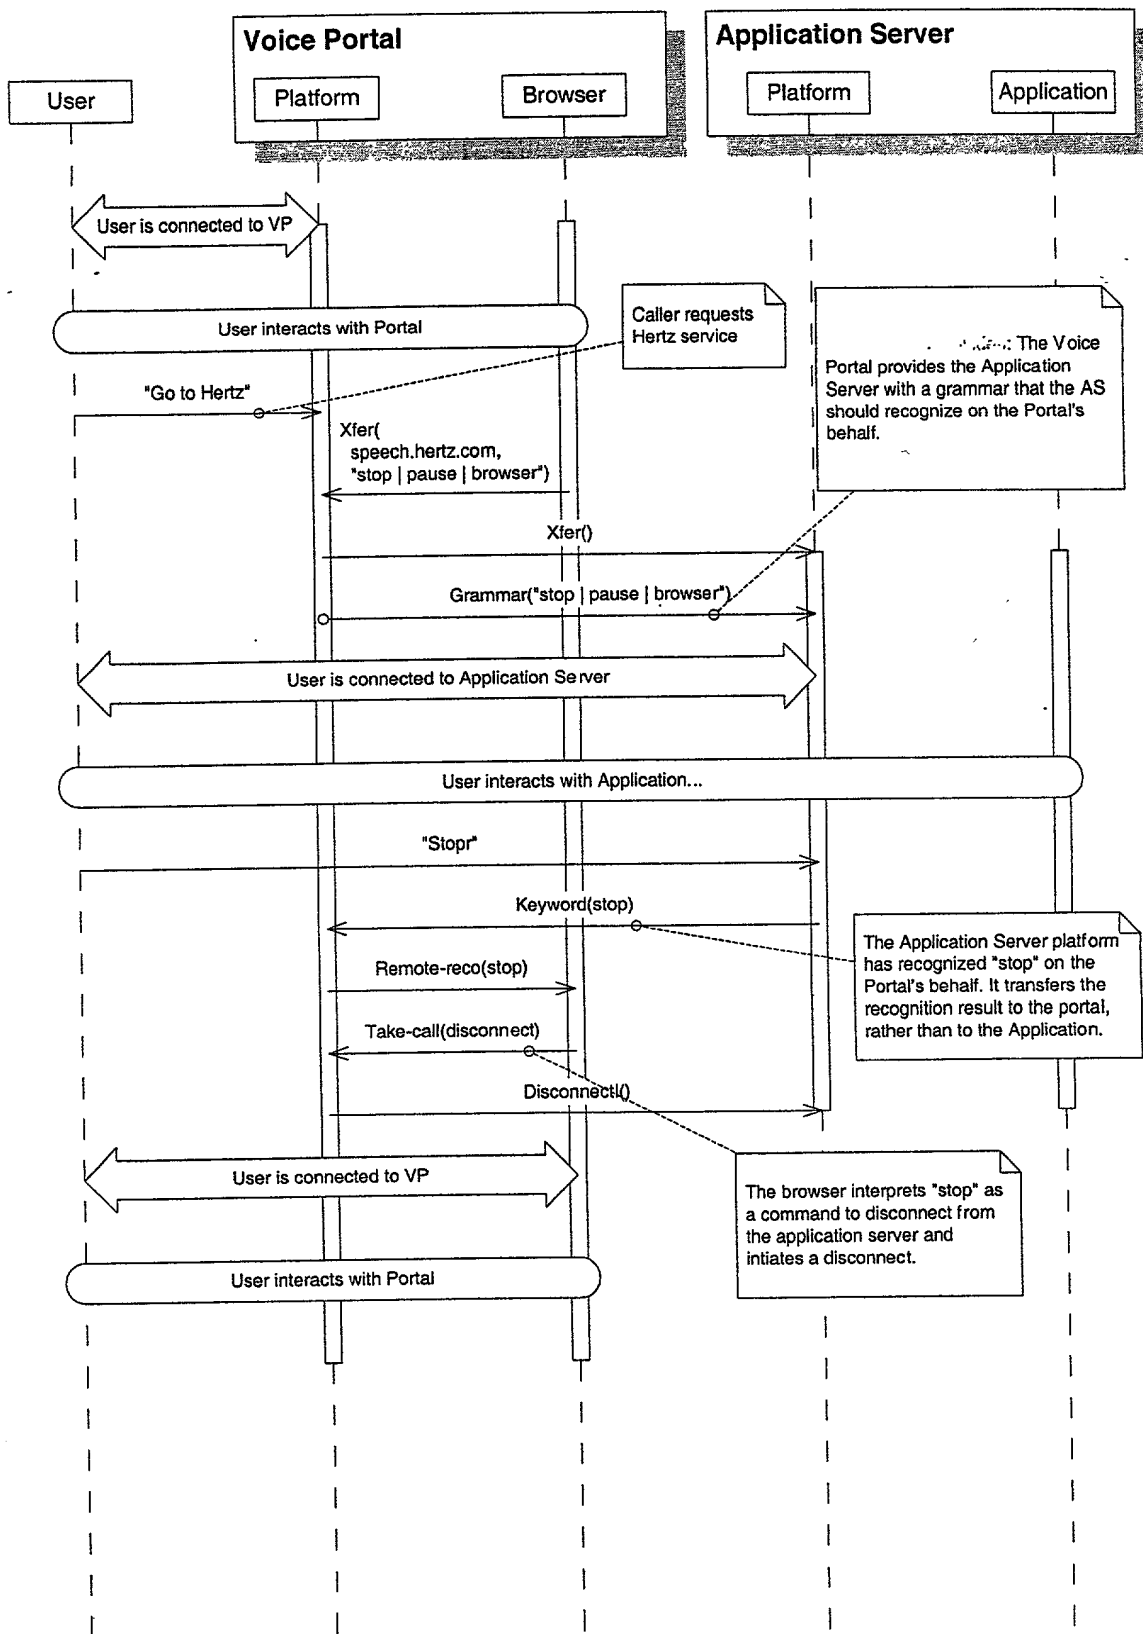 Voice Portal
Application Server
User
Platform
Browser
Platform
Application
User is connected to VP
User interacts with Portal
Caller requests
Hertz service
: The Voice
Portal provides the Application
Server with a grammar that the AS
should recognize on the Portal's
behalf.
"Go to Hertz"
Xfer(
speech.hertz.com,
"stop | pause | browser")
Xfer()
Grammar("stop | pause | browser")
User is connected to Application Server
User interacts with Application...
"Stopr"
Keyword(stop)
The Application Server platform
has recognized "stop" on the
Portal's behalf. It transfers the
recognition result to the portal,
rather than to the Application.
Remote-reco(stop)
Take-call(disconnect)
Disconnectl()
User is connected to VP
The browser interprets "stop" as
a command to disconnect from
the application server and
intiates a disconnect.
User interacts with Portal